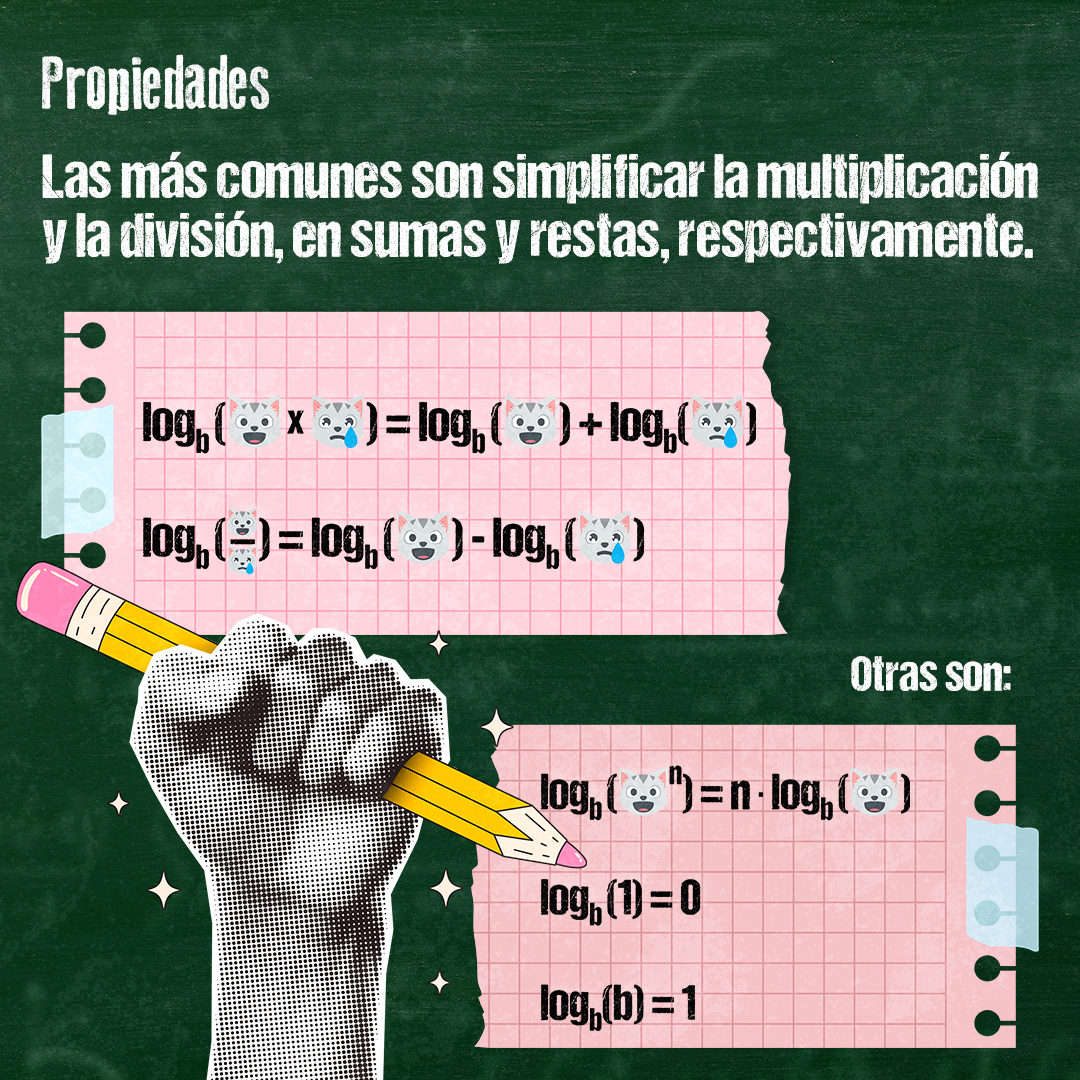 Propiedades
Las más comunes son simplificar la multiplicación
y la división, en sumas y restas, respectivamente.
log_b (😺 x 😿) = log_b (😺) + log_b (😿)
log_b (😺/😿) = log_b (😺) - log_b (😿)
Otras son:
log_b (😺^n) = n · log_b (😺)
log_b (1) = 0
log_b (b) = 1